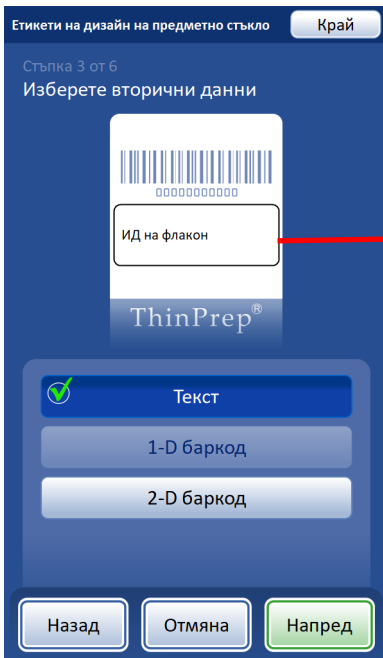 Етикети на дизайн на предметно стъкло
Край
Стъпка 3 от 6
Изберете вторични данни
00000000000
ИД на флакон
ThinPrep®
Текст
1-D баркод
2-D баркод
Назад
Отмяна
Напред